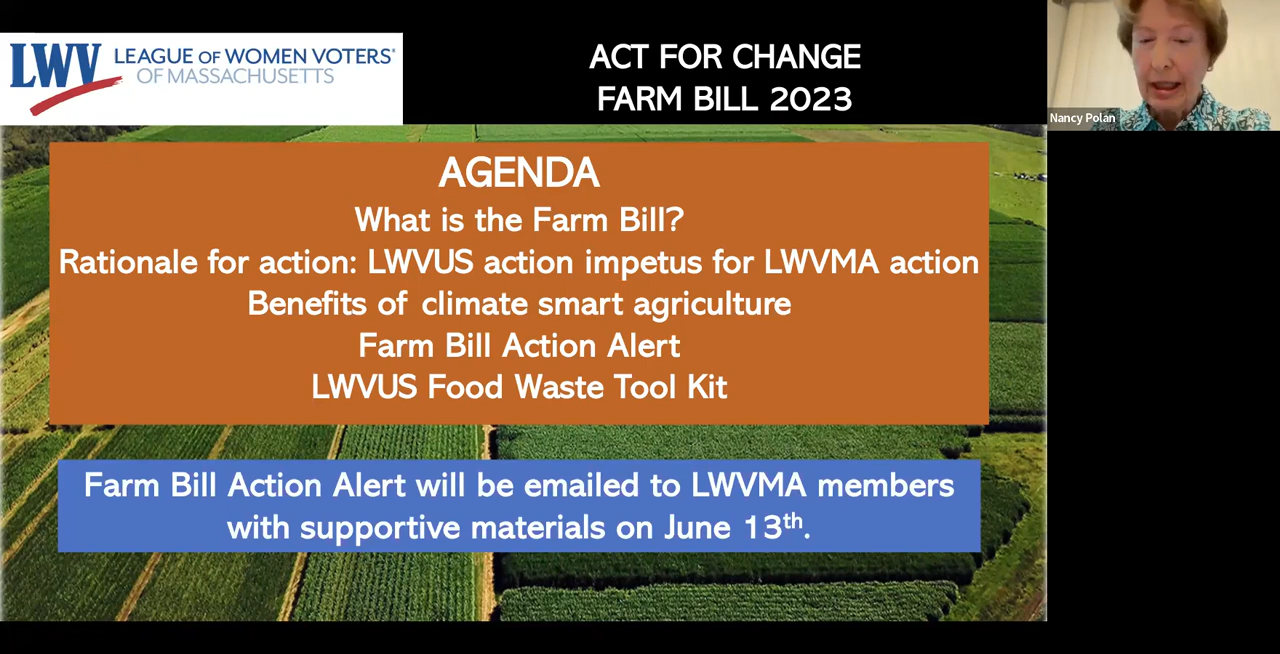 LWV LEAGUE OF WOMEN VOTERS®
OF MASSACHUSETTS
ACT FOR CHANGE
FARM BILL 2023
Nancy Polan
AGENDA
What is the Farm Bill?
Rationale for action: LWVUS action impetus for LWVMA action
Benefits of climate smart agriculture
Farm Bill Action Alert
LWVUS Food Waste Tool Kit
Farm Bill Action Alert will be emailed to LWVMA members
with supportive materials on June 13th.